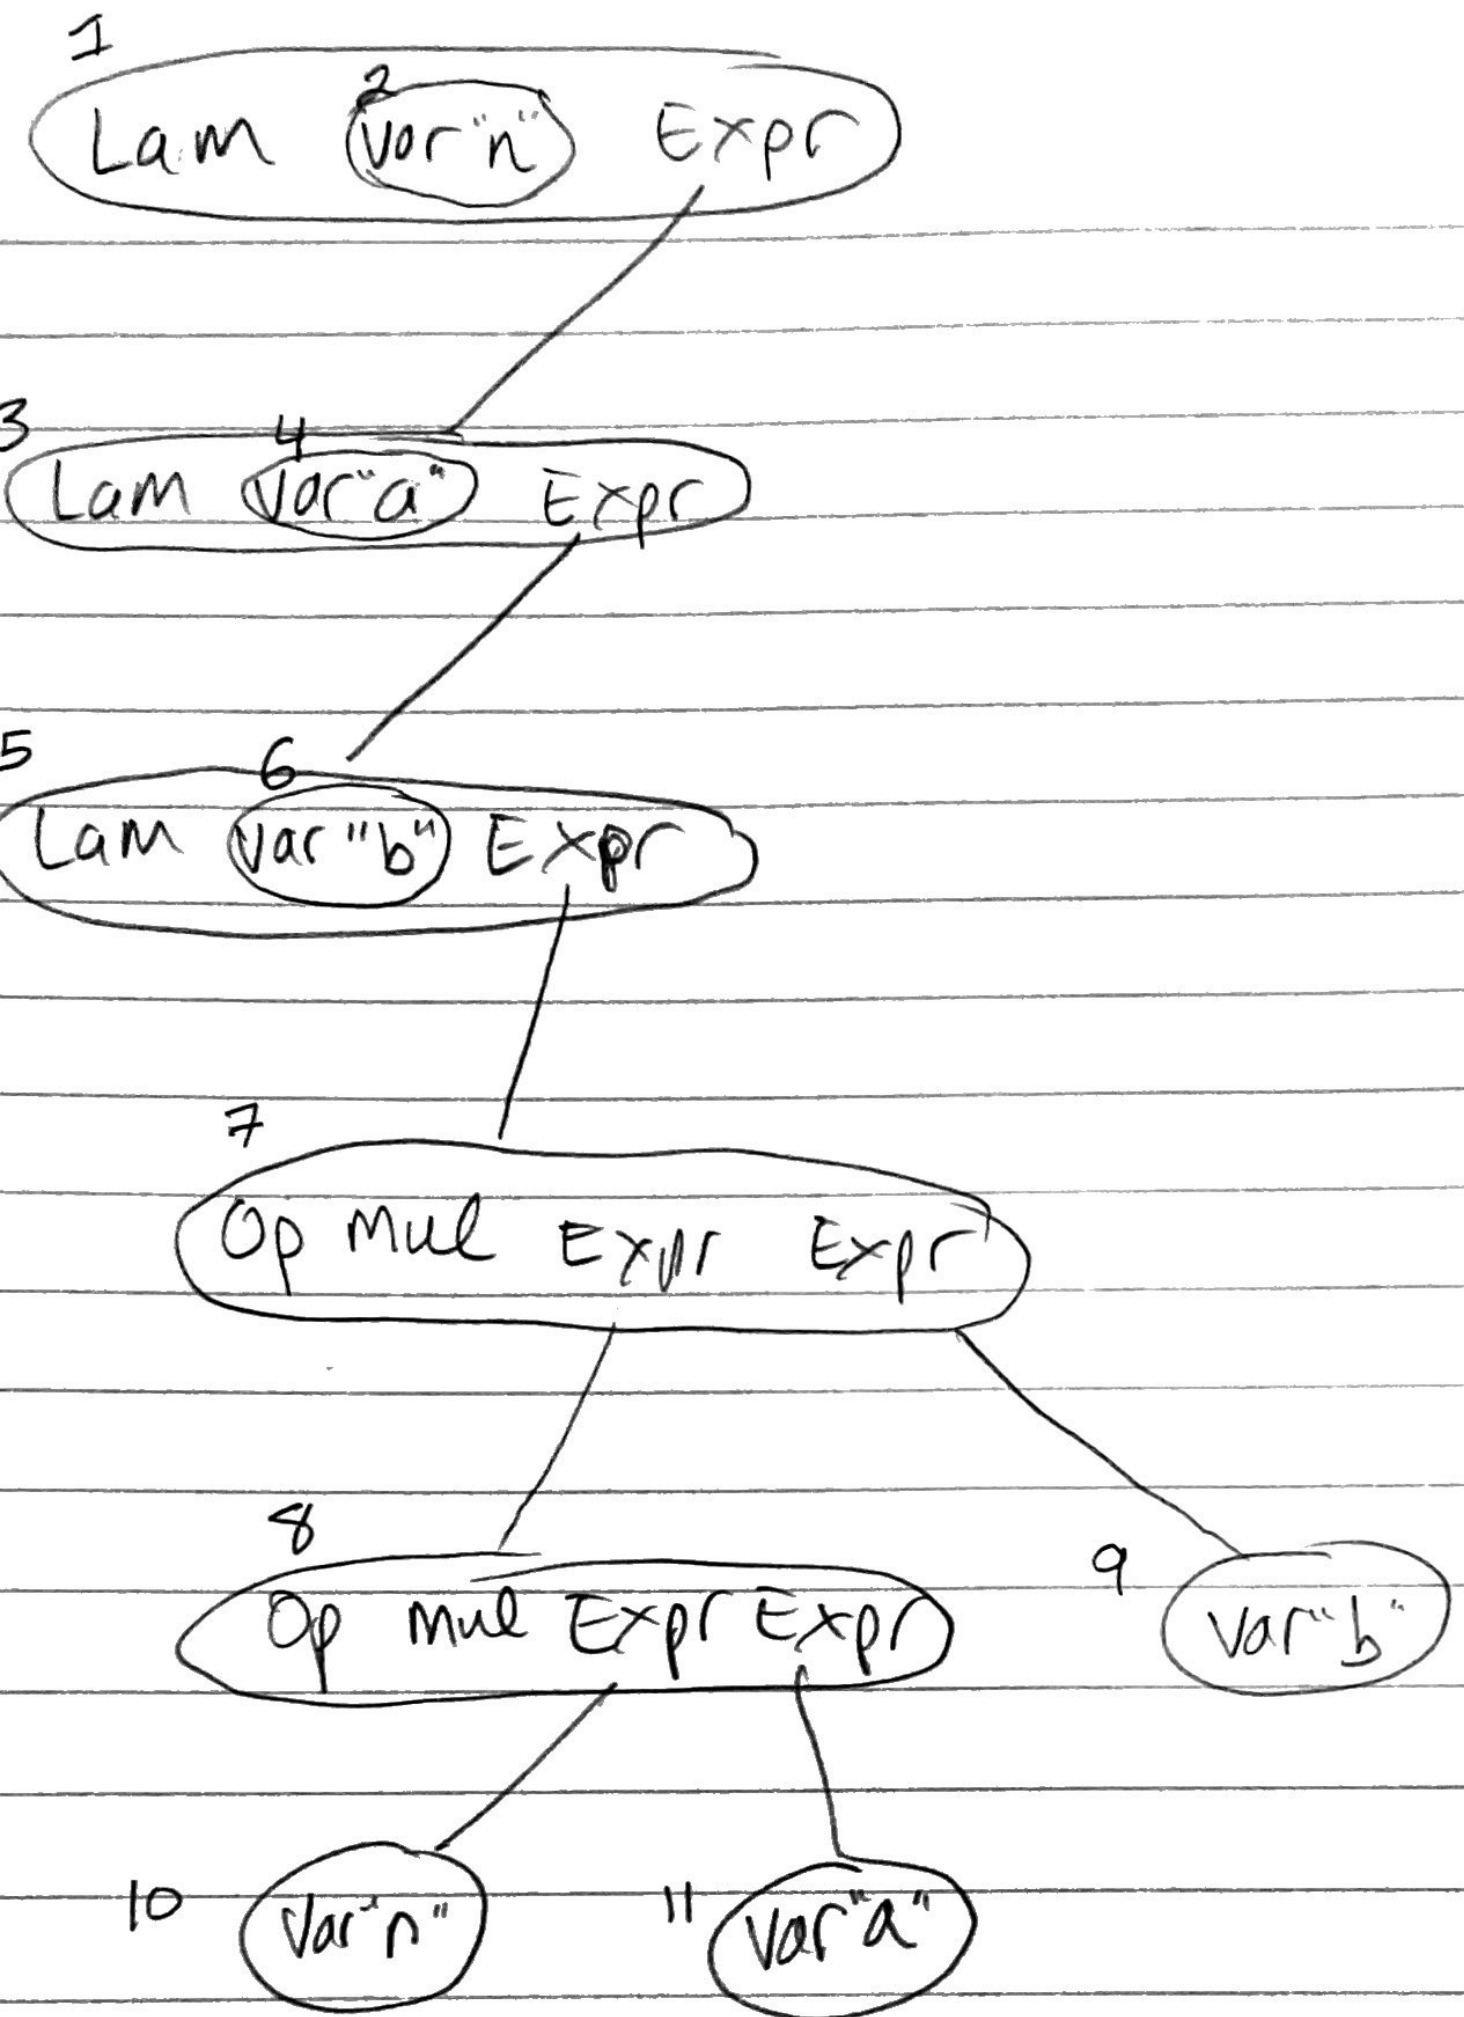 1
2
Lam Var "n" Expr
3
4
Lam Var "a" Expr
5
6
Lam Var "b" Expr
7
Op Mul Expr Expr
8
9
Op Mul Expr Expr Var "b"
10 Var "n" 11 Var "a"